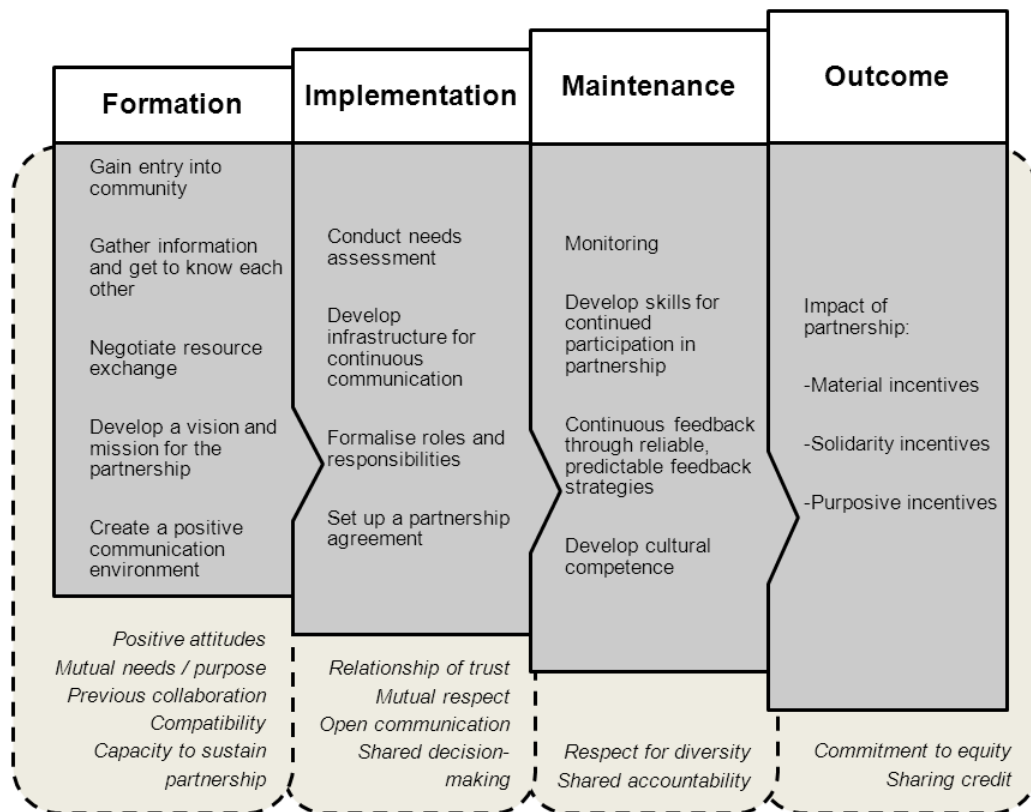 Formation
Gain entry into
community
Gather information
and get to know each
other
Negotiate resource
exchange
Develop a vision and
mission for the
partnership
Create a positive
communication
environment
Positive attitudes
Mutual needs / purpose
Previous collaboration
Compatibility
Capacity to sustain
partnership
Implementation
Conduct needs
assessment
Develop
infrastructure for
continuous
communication
Formalise roles and
responsibilities
Set up a partnership
agreement
Relationship of trust
Mutual respect
Open communication
Shared decision-
making
Maintenance
Monitoring
Develop skills for
continued
participation in
partnership
Continuous feedback
through reliable,
predictable feedback
strategies
Develop cultural
competence
Respect for diversity
Shared accountability
Outcome
Impact of
partnership:
-Material incentives
-Solidarity incentives
-Purposive incentives
Commitment to equity
Sharing credit